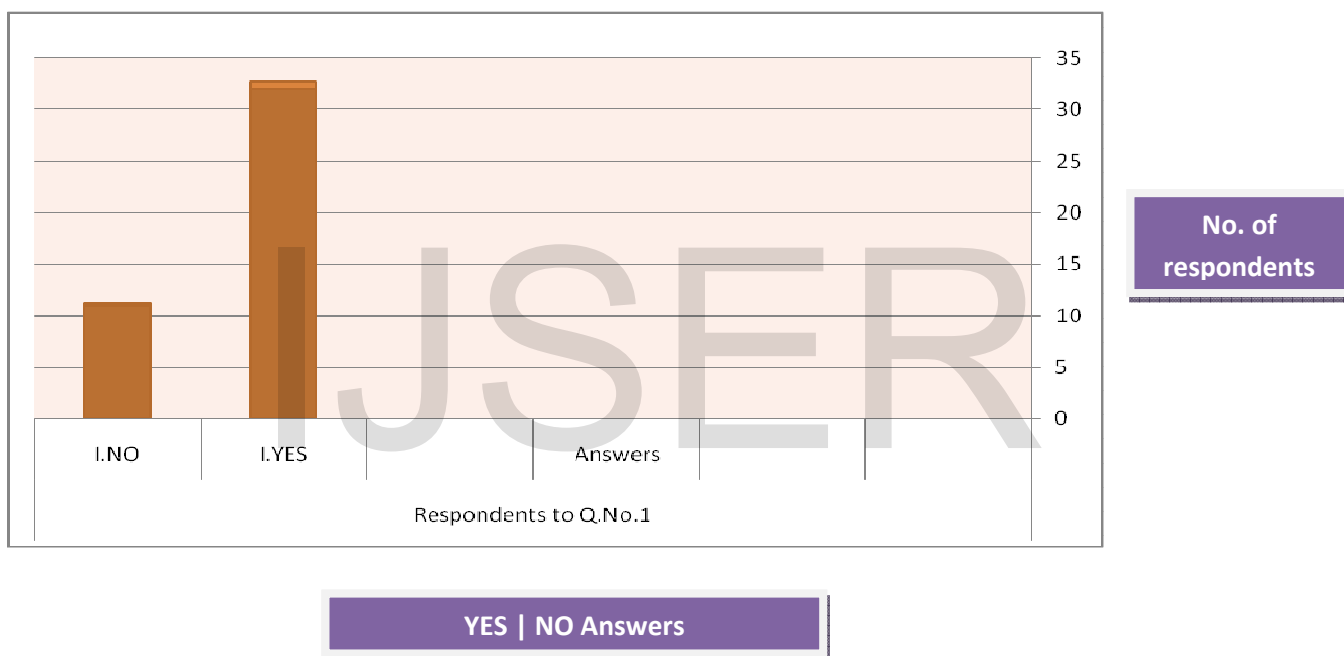 35
30
25
20
15
10
5
0
No. of
respondents
I.NO I.YES Answers
Respondents to Q.No.1
IJSER
YES | NO Answers